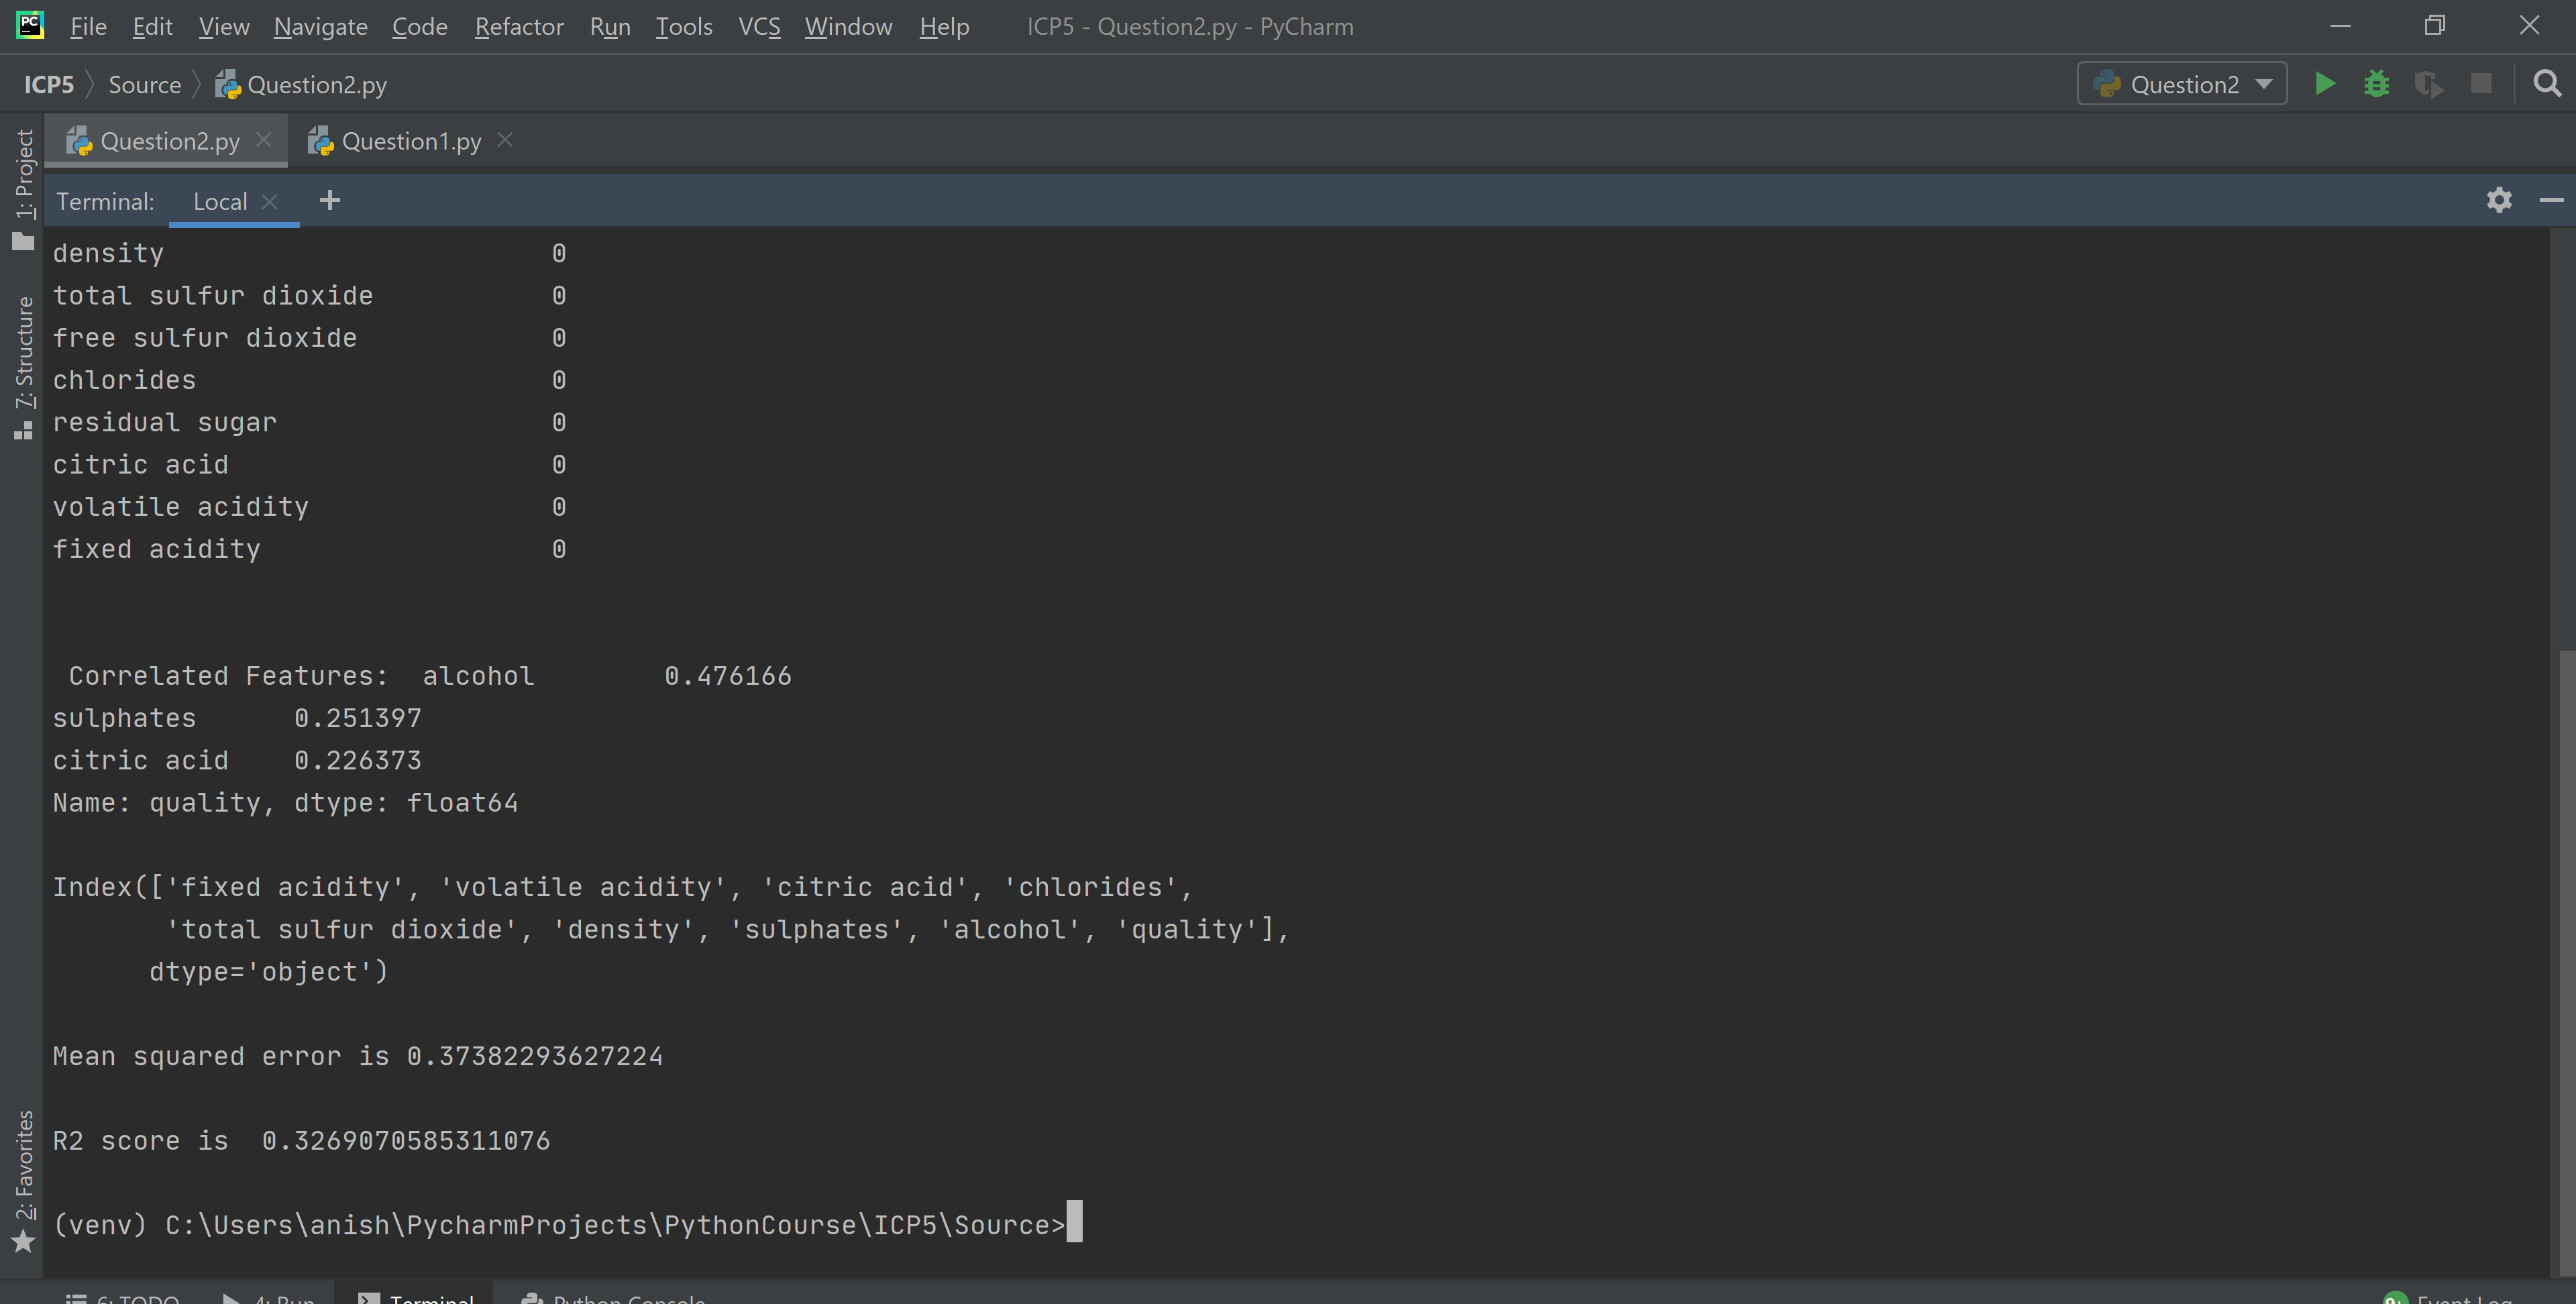 PC File Edit View Navigate Code Refactor Run Tools VCS Window Help ICP5 - Question2.py - PyCharm
ICP5 Source Question2.py Question2
Question2.py Question1.py
1: Project
7: Structure
2: Favorites
Terminal: Local +
density 0
total sulfur dioxide 0
free sulfur dioxide 0
chlorides 0
residual sugar 0
citric acid 0
volatile acidity 0
fixed acidity 0
Correlated Features: alcohol 0.476166
sulphates 0.251397
citric acid 0.226373
Name: quality, dtype: float64
Index(['fixed acidity', 'volatile acidity', 'citric acid', 'chlorides',
'total sulfur dioxide', 'density', 'sulphates', 'alcohol', 'quality'],
dtype='object')
Mean squared error is 0.37382293627224
R2 score is 0.3269070585311076
(venv) C:\Users\anish\PycharmProjects\PythonCourse\ICP5\Source>
6: TODO 4: Run Terminal Python Console Event Log